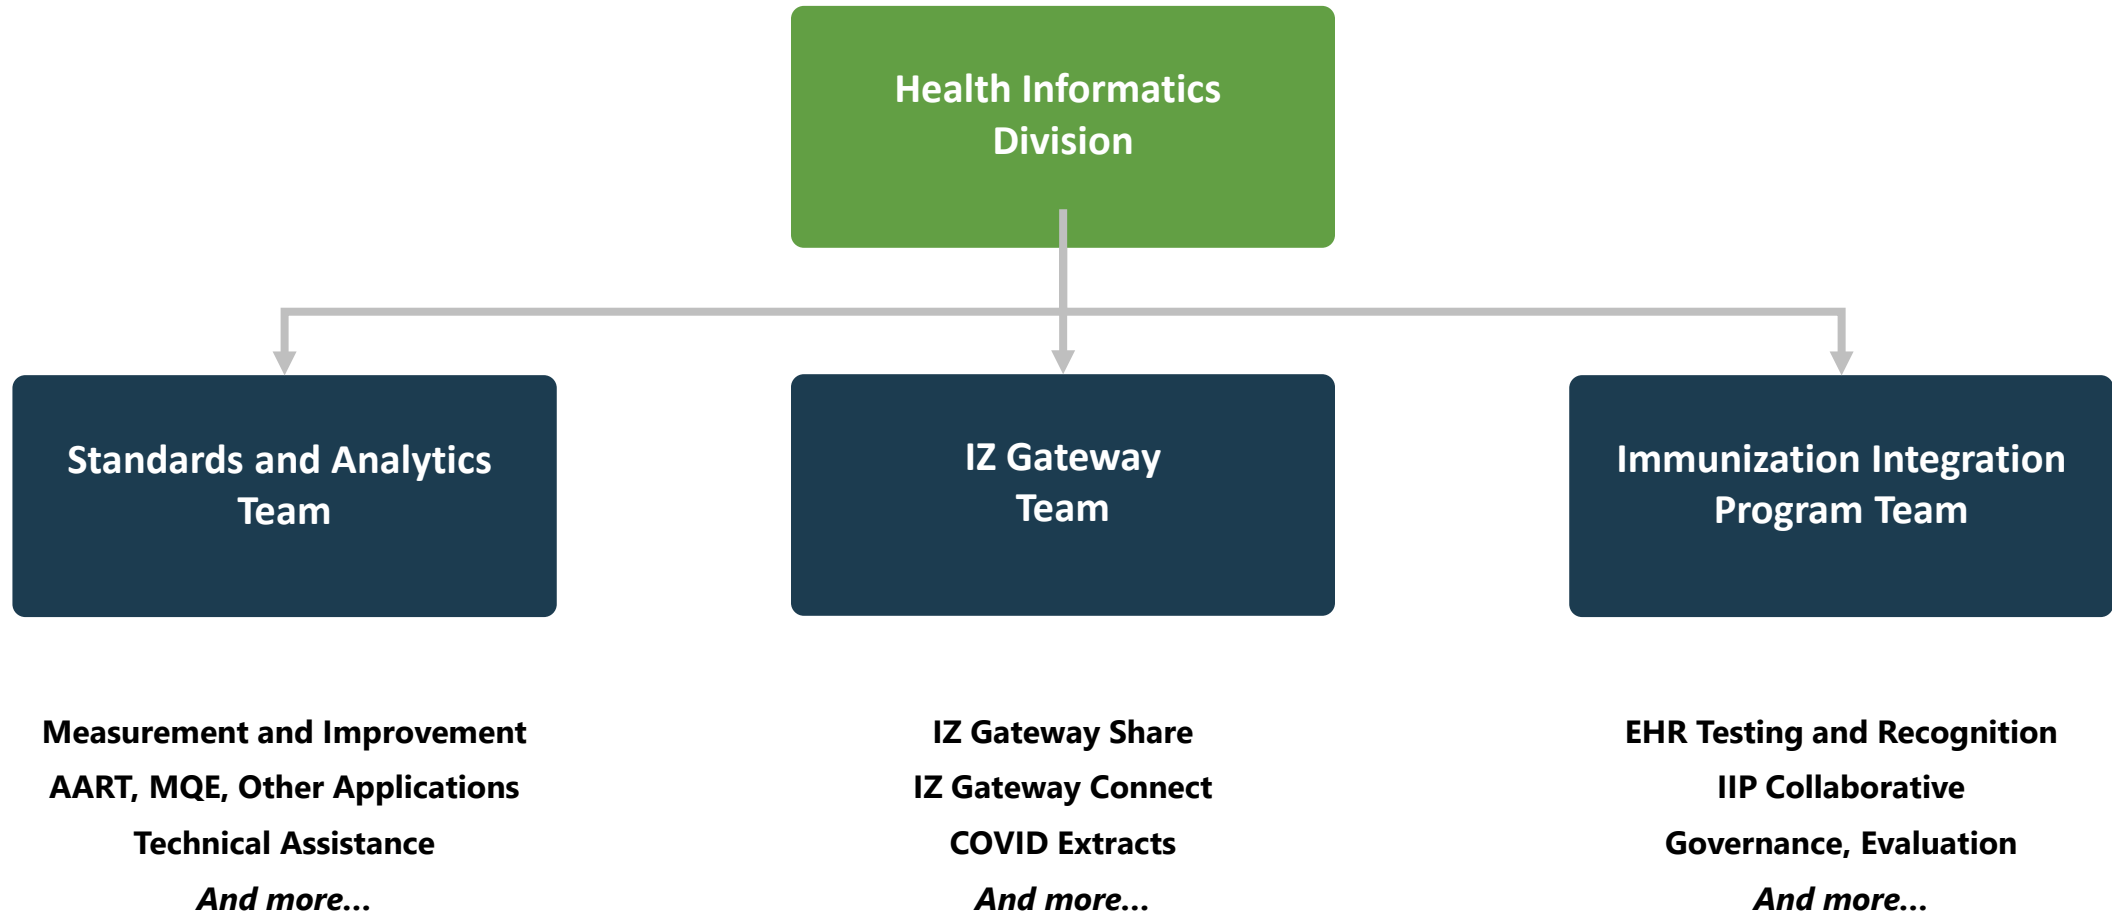 Health Informatics
Division
Standards and Analytics
Team
IZ Gateway
Team
Immunization Integration
Program Team
Measurement and Improvement
AART, MQE, Other Applications
Technical Assistance
And more...
IZ Gateway Share
IZ Gateway Connect
COVID Extracts
And more...
EHR Testing and Recognition
IIP Collaborative
Governance, Evaluation
And more...